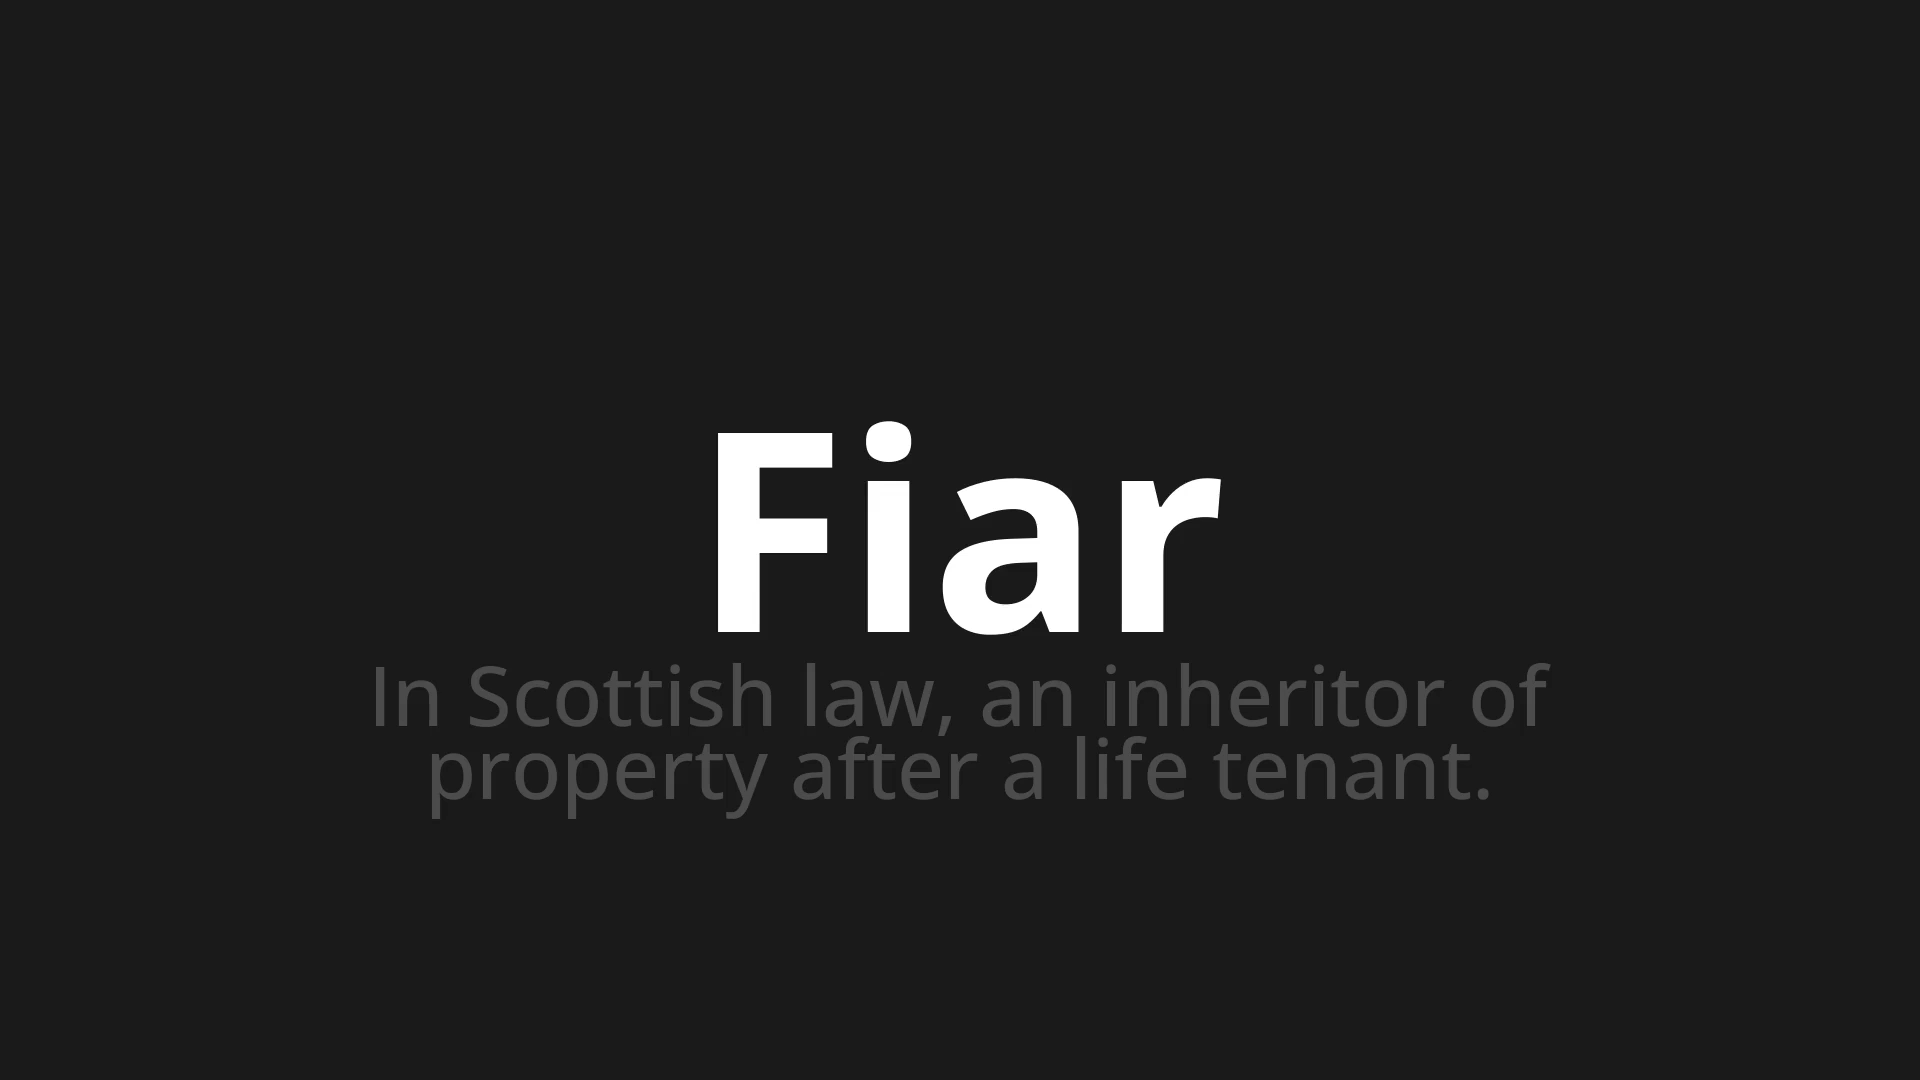 Fiar
In Scottish law, an inheritor of
property after a life tenant.